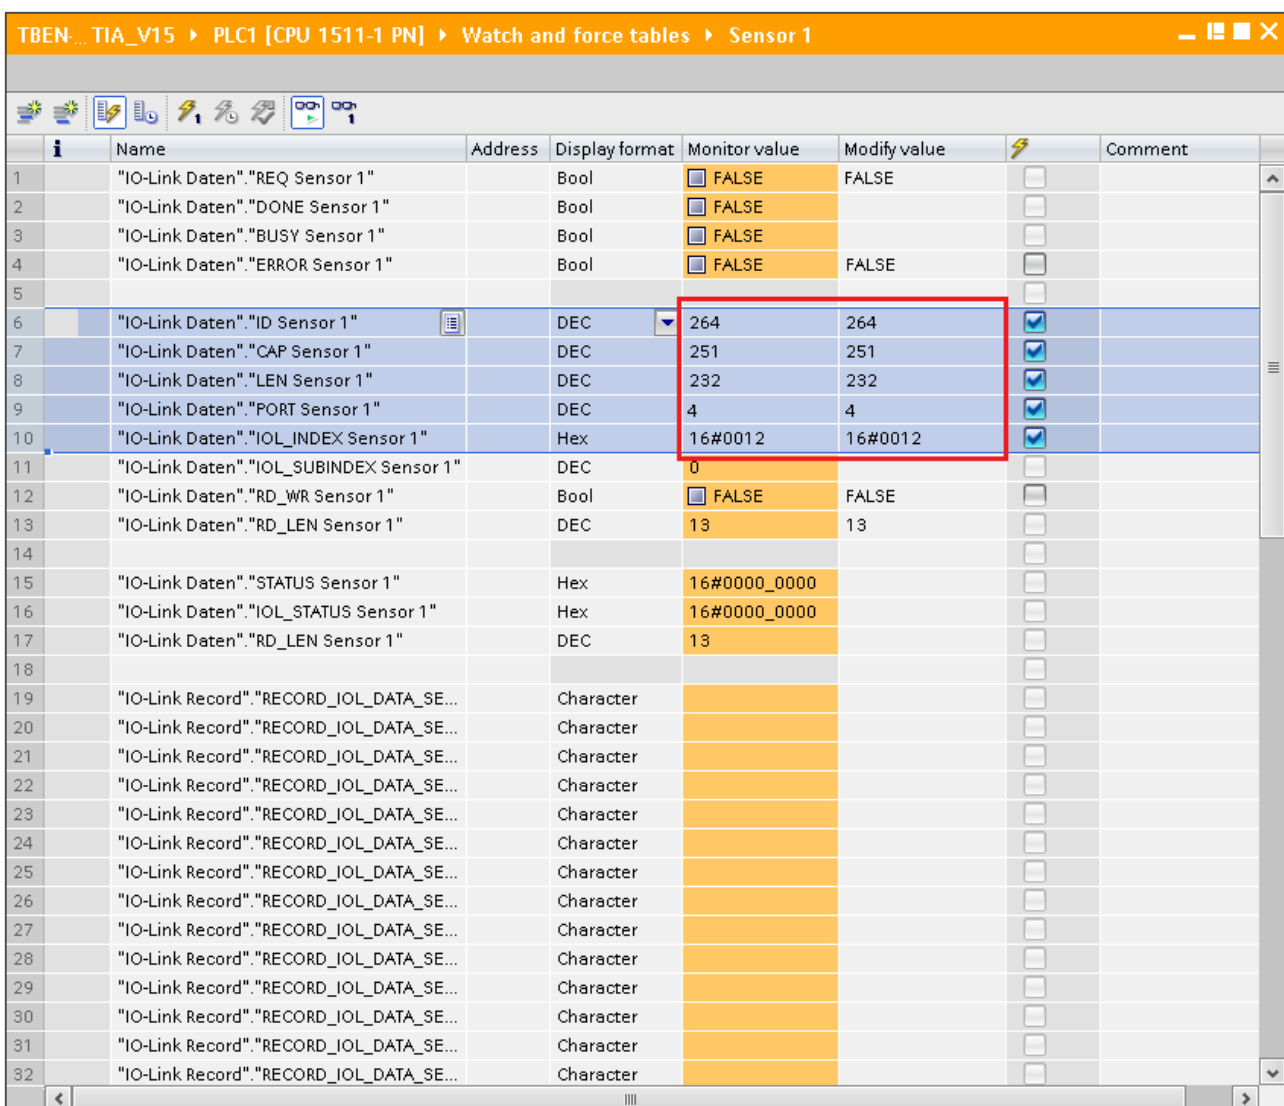 TBEN-... TIA_V15 ▸ PLC1 [CPU 1511-1 PN] ▸ Watch and force tables ▸ Sensor 1
i Name Address Display format Monitor value Modify value Comment
1 "IO-Link Daten"."REQ Sensor 1" Bool FALSE FALSE
2 "IO-Link Daten"."DONE Sensor 1" Bool FALSE
3 "IO-Link Daten"."BUSY Sensor 1" Bool FALSE
4 "IO-Link Daten"."ERROR Sensor 1" Bool FALSE FALSE
5
6 "IO-Link Daten"."ID Sensor 1" DEC 264 264
7 "IO-Link Daten"."CAP Sensor 1" DEC 251 251
8 "IO-Link Daten"."LEN Sensor 1" DEC 232 232
9 "IO-Link Daten"."PORT Sensor 1" DEC 4 4
10 "IO-Link Daten"."IOL_INDEX Sensor 1" Hex 16#0012 16#0012
11 "IO-Link Daten"."IOL_SUBINDEX Sensor 1" DEC 0
12 "IO-Link Daten"."RD_WR Sensor 1" Bool FALSE FALSE
13 "IO-Link Daten"."RD_LEN Sensor 1" DEC 13 13
14
15 "IO-Link Daten"."STATUS Sensor 1" Hex 16#0000_0000
16 "IO-Link Daten"."IOL_STATUS Sensor 1" Hex 16#0000_0000
17 "IO-Link Daten"."RD_LEN Sensor 1" DEC 13
18
19 "IO-Link Record"."RECORD_IOL_DATA_SE... Character
20 "IO-Link Record"."RECORD_IOL_DATA_SE... Character
21 "IO-Link Record"."RECORD_IOL_DATA_SE... Character
22 "IO-Link Record"."RECORD_IOL_DATA_SE... Character
23 "IO-Link Record"."RECORD_IOL_DATA_SE... Character
24 "IO-Link Record"."RECORD_IOL_DATA_SE... Character
25 "IO-Link Record"."RECORD_IOL_DATA_SE... Character
26 "IO-Link Record"."RECORD_IOL_DATA_SE... Character
27 "IO-Link Record"."RECORD_IOL_DATA_SE... Character
28 "IO-Link Record"."RECORD_IOL_DATA_SE... Character
29 "IO-Link Record"."RECORD_IOL_DATA_SE... Character
30 "IO-Link Record"."RECORD_IOL_DATA_SE... Character
31 "IO-Link Record"."RECORD_IOL_DATA_SE... Character
32 "IO-Link Record"."RECORD_IOL_DATA_SE... Character